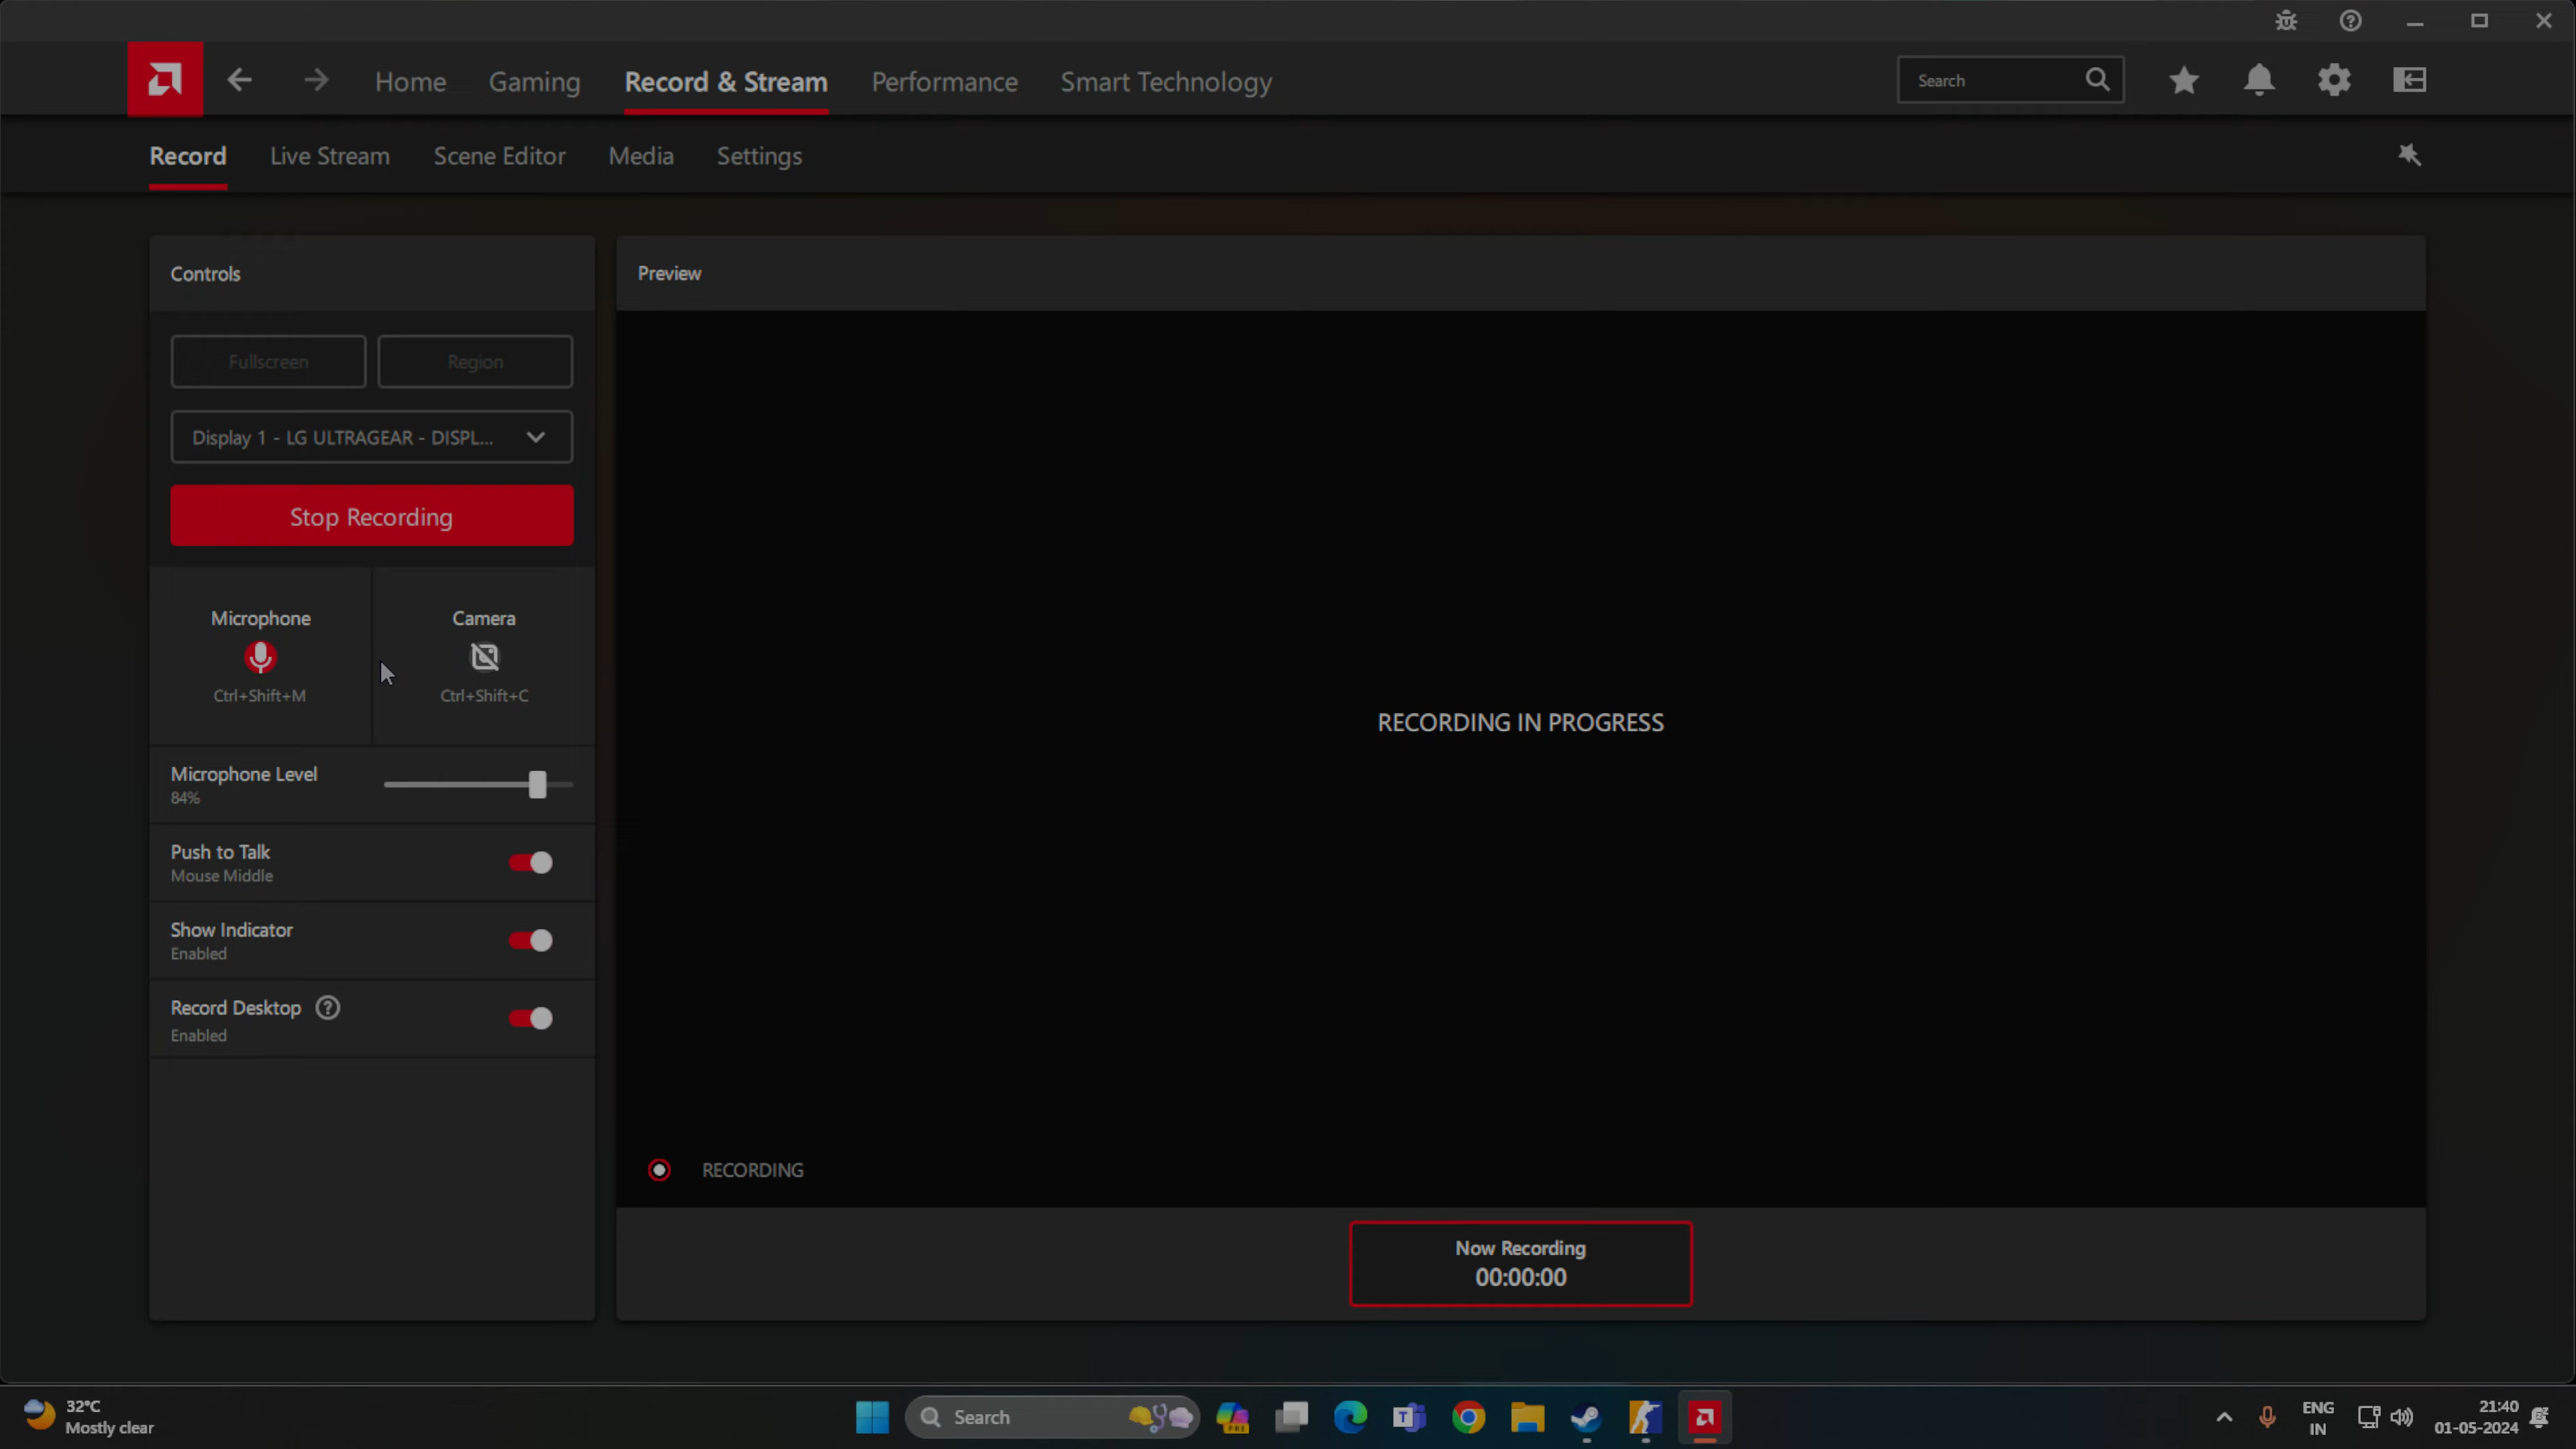 Home Gaming Record & Stream Performance Smart Technology Search
Record Live Stream Scene Editor Media Settings
Controls
Fullscreen Region
Display 1 - LG ULTRAGEAR - DISPL...
Stop Recording
Microphone Camera
Ctrl+Shift+M Ctrl+Shift+C
Microphone Level
84%
Push to Talk
Mouse Middle
Show Indicator
Enabled
Record Desktop
Enabled
Preview
RECORDING IN PROGRESS
RECORDING
Now Recording
00:00:00
32°C
Mostly clear
Search
PRE
ENG
IN
21:40
01-05-2024